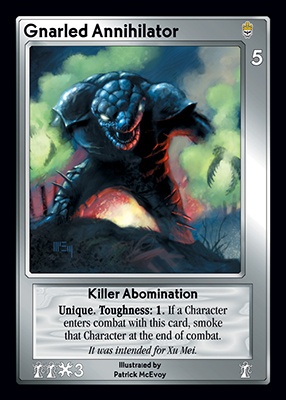 Gnarled Annihilator
5
Killer Abomination
Unique. Toughness: 1. If a Character
enters combat with this card, smoke
that Character at the end of combat.
It was intended for Xu Mei.
3
Illustrated by
Patrick McEvoy